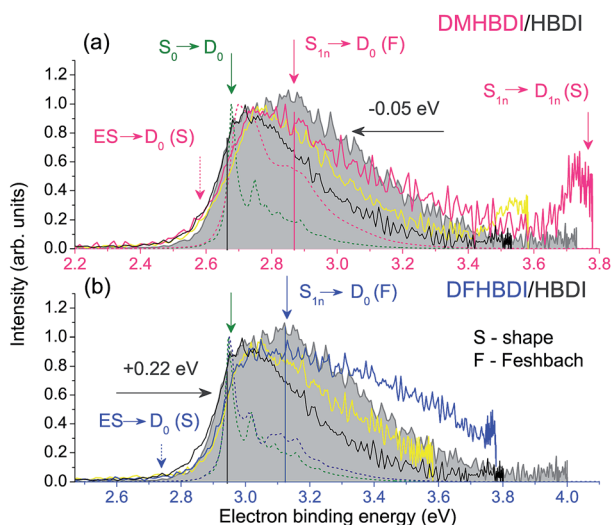 DMHBDI/HBDI
(a)
S₀→D₀
S₁ₙ→D₀ (F)
S₁ₙ→D₁ₙ (S)
-0.05 eV
ES→D₀ (S)
1.2
1.0
0.8
0.6
0.4
0.2
0.0
2.2 2.4 2.6 2.8 3.0 3.2 3.4 3.6 3.8
Intensity (arb. units)
(b)
S₁ₙ→ D₀ (F)
DFHBDI/HBDI
+0.22 eV
S - shape
F - Feshbach
ES→D₀ (S)
1.2
1.0
0.8
0.6
0.4
0.2
0.0
2.6 2.8 3.0 3.2 3.4 3.6 3.8 4.0
Electron binding energy (eV)